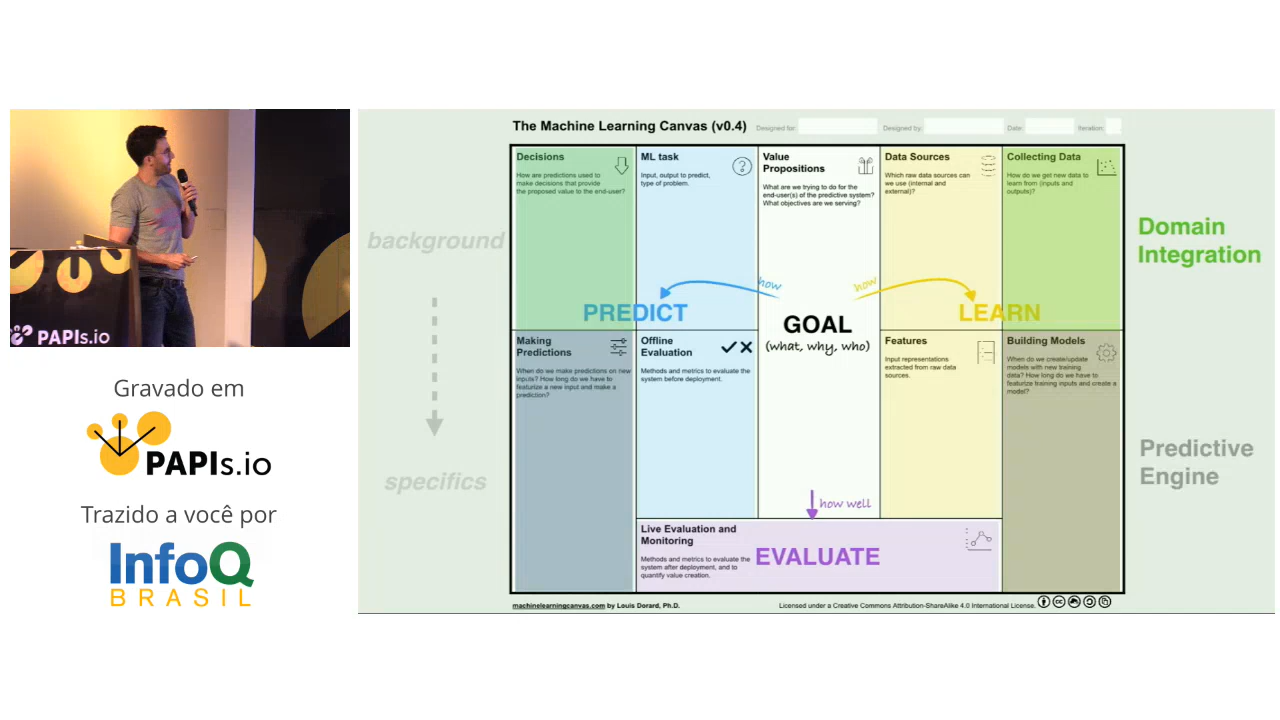 PAPIs.io
Gravado em
PAPIs.io
Trazido a você por
InfoQ
BRASIL
The Machine Learning Canvas (v0.4)
Designed for:
Designed by:
Date:
Iteration:
background
specifics
Decisions
How are predictions used to
make decisions that provide
the proposed value to the end-user?
ML task
Input, output to predict,
type of problem.
Value
Propositions
What are we trying to do for the
end-user(s) of the predictive system?
What objectives are we serving?
Data Sources
Which raw data sources can
we use (internal and
external)?
Collecting Data
How do we get new data to
learn from (inputs and
outputs)?
Domain
Integration
how
how
PREDICT
GOAL
(what, why, who)
LEARN
Making
Predictions
When do we make predictions on new
inputs? How long do we have to
featurize a new input and make a
prediction?
Offline
Evaluation
Methods and metrics to evaluate the
system before deployment.
Features
Input representations
extracted from raw data
sources.
Building Models
When do we create/update
models with new training
data? How long do we have to
featurize training inputs and create a
model?
Predictive
Engine
how well
Live Evaluation and
Monitoring
Methods and metrics to evaluate the
system after deployment, and to
quantify value creation.
EVALUATE
machinelearningcanvas.com by Louis Dorard, Ph.D.
Licensed under a Creative Commons Attribution-ShareAlike 4.0 International License.